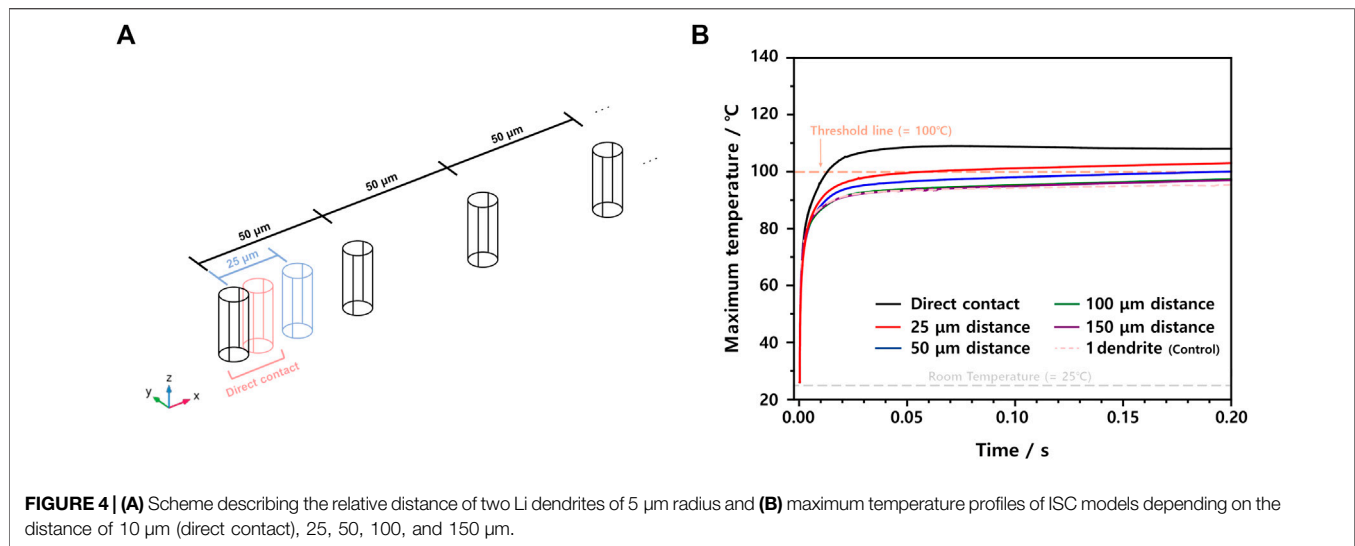 A
50 μm
50 μm
50 μm
...
...
25 μm
Direct contact
z
y
x
B
140
120
100
80
60
40
20
Maximum temperature / ℃
Threshold line (= 100℃)
Direct contact
25 μm distance
50 μm distance
100 μm distance
150 μm distance
1 dendrite (Control)
Room Temperature (= 25℃)
0.00 0.05 0.10 0.15 0.20
Time / s
FIGURE 4 | (A) Scheme describing the relative distance of two Li dendrites of 5 μm radius and (B) maximum temperature profiles of ISC models depending on the
distance of 10 μm (direct contact), 25, 50, 100, and 150 μm.